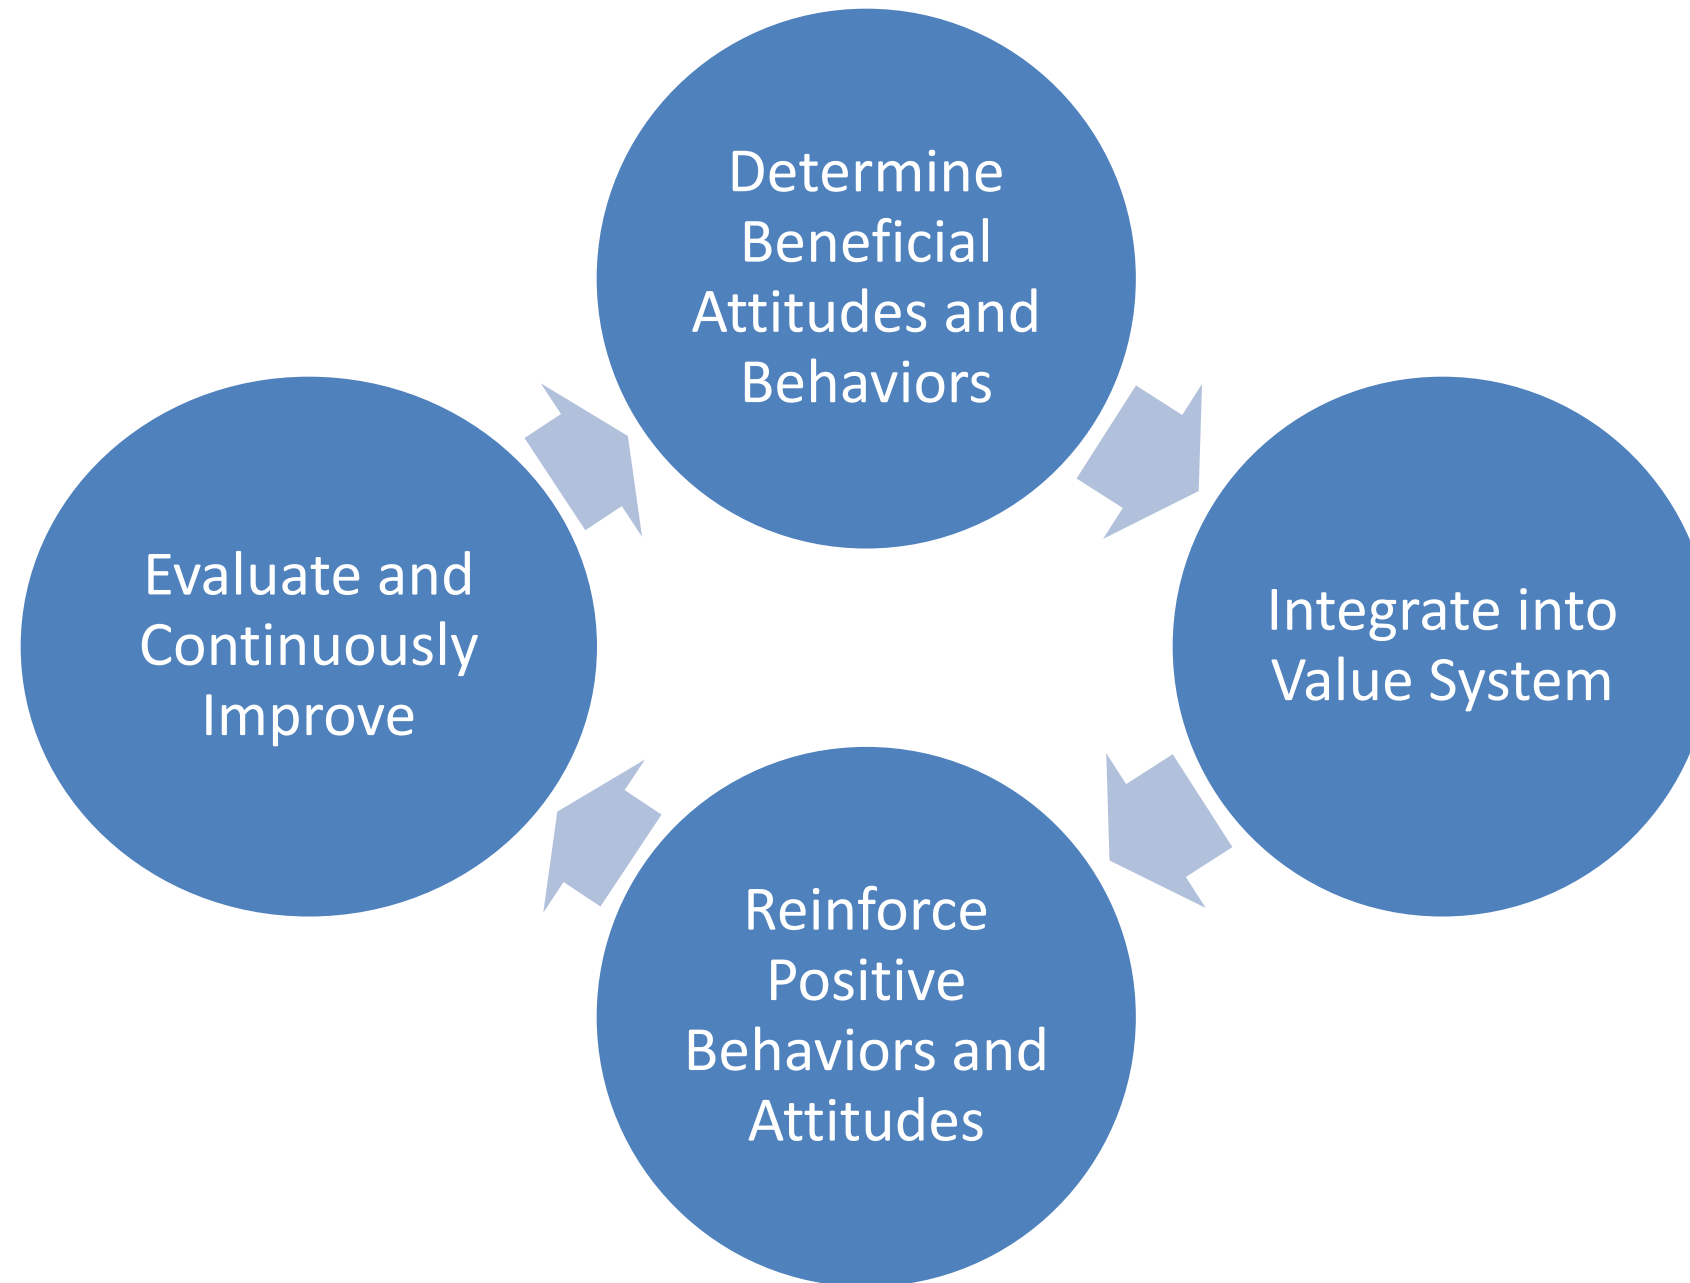 Determine
Beneficial
Attitudes and
Behaviors
Integrate into
Value System
Reinforce
Positive
Behaviors and
Attitudes
Evaluate and
Continuously
Improve